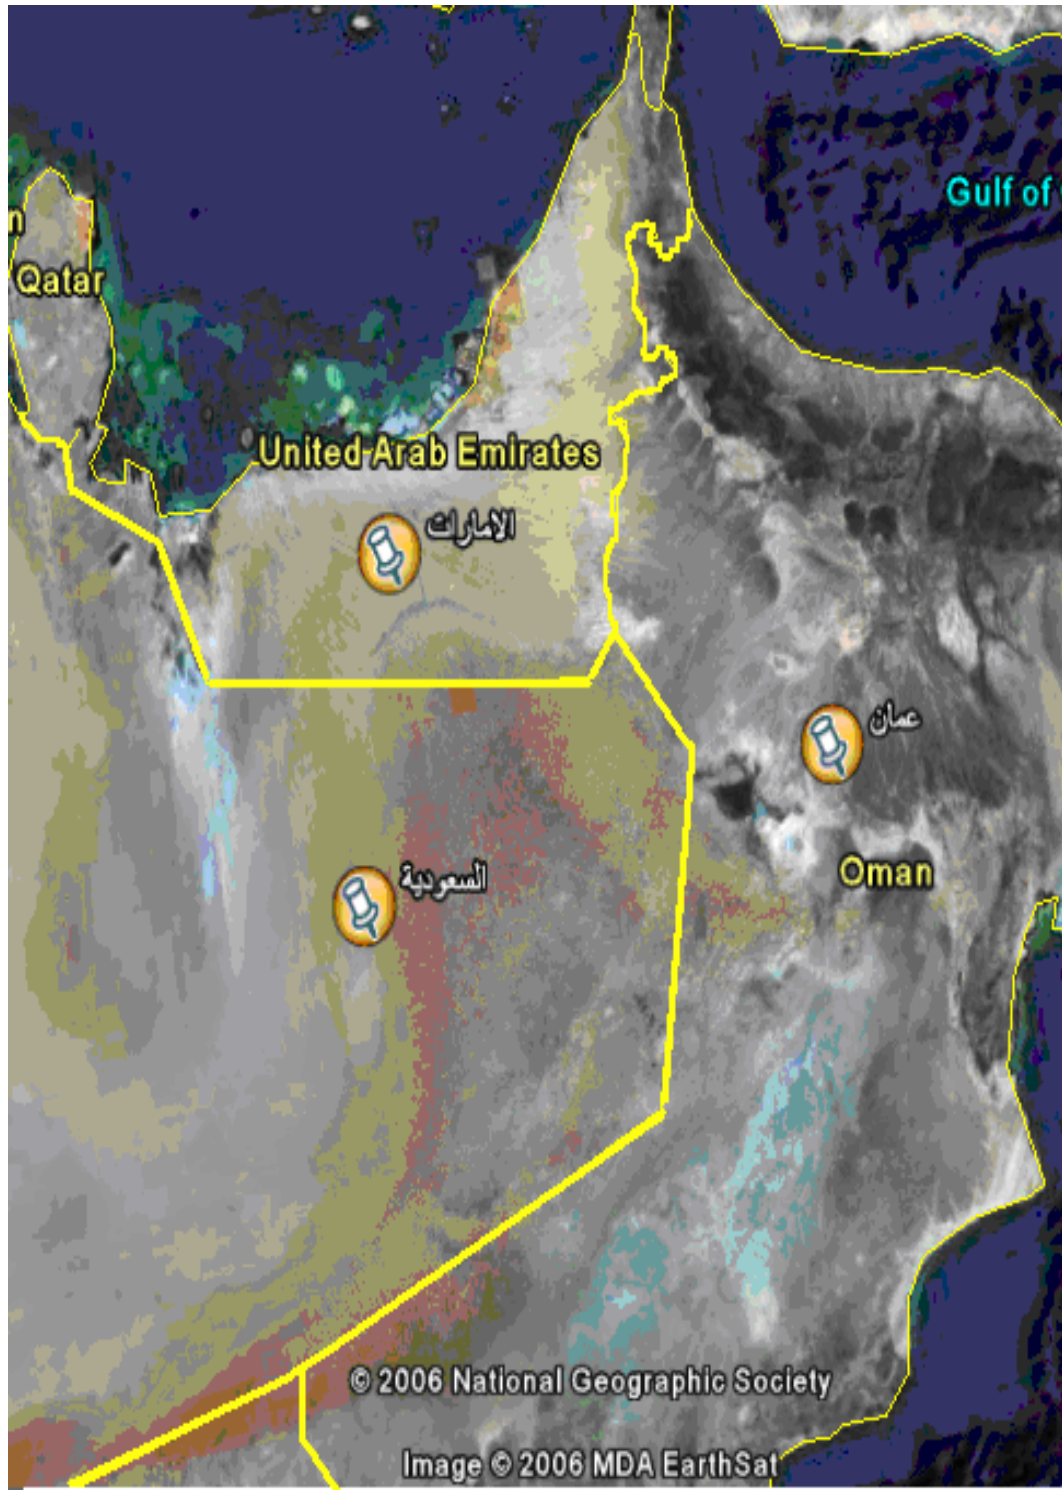 Gulf of
n
Qatar
United Arab Emirates
الامارات
عمان
Oman
السعودية
© 2006 National Geographic Society
Image © 2006 MDA EarthSat